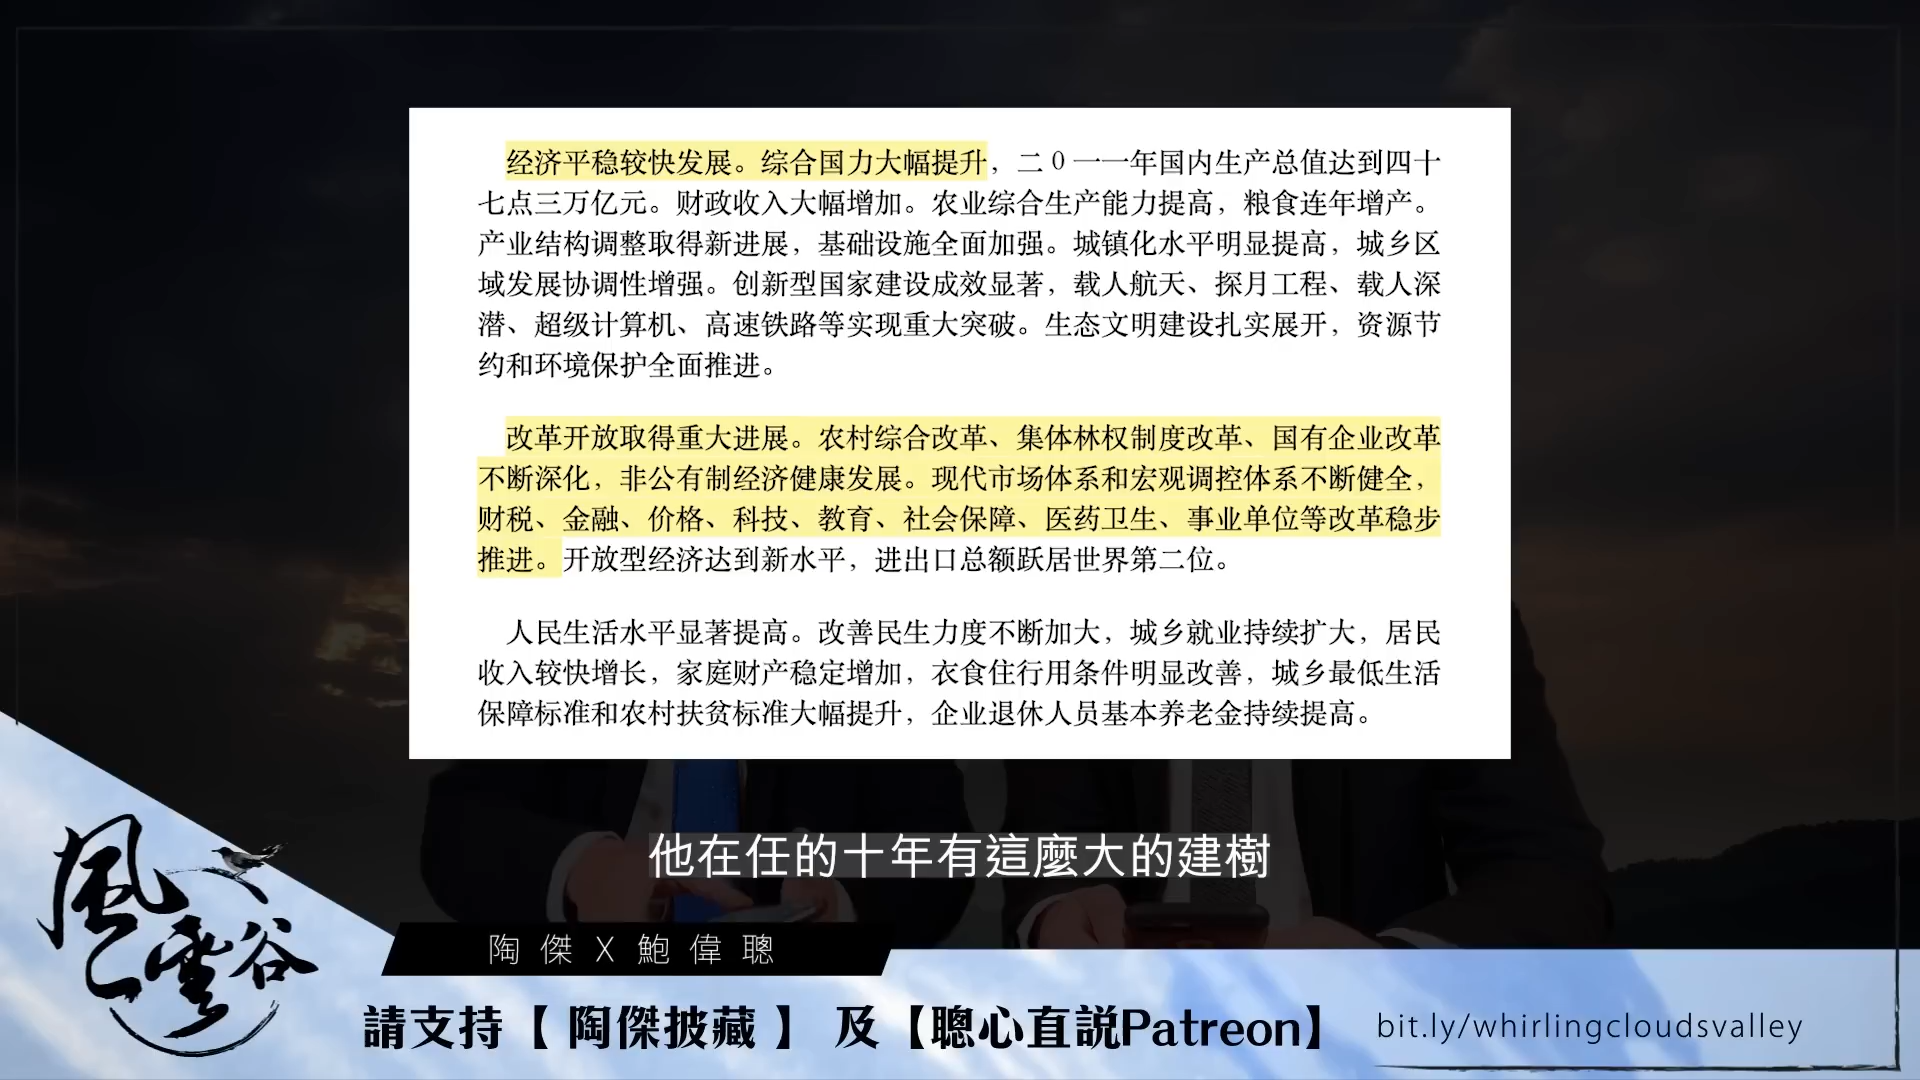 经济平稳较快发展。综合国力大幅提升，二０一一年国内生产总值达到四十
七点三万亿元。财政收入大幅增加。农业综合生产能力提高，粮食连年增产。
产业结构调整取得新进展，基础设施全面加强。城镇化水平明显提高，城乡区
域发展协调性增强。创新型国家建设成效显著，载人航天、探月工程、载人深
潜、超级计算机、高速铁路等实现重大突破。生态文明建设扎实展开，资源节
约和环境保护全面推进。
改革开放取得重大进展。农村综合改革、集体林权制度改革、国有企业改革
不断深化，非公有制经济健康发展。现代市场体系和宏观调控体系不断健全，
财税、金融、价格、科技、教育、社会保障、医药卫生、事业单位等改革稳步
推进。开放型经济达到新水平，进出口总额跃居世界第二位。
人民生活水平显著提高。改善民生力度不断加大，城乡就业持续扩大，居民
收入较快增长，家庭财产稳定增加，衣食住行用条件明显改善，城乡最低生活
保障标准和农村扶贫标准大幅提升，企业退休人员基本养老金持续提高。
他在任的十年有這麼大的建樹
風雲谷
陶傑X鮑偉聰
請支持【陶傑披藏】 及【聰心直説Patreon】 bit.ly/whirlingcloudsvalley